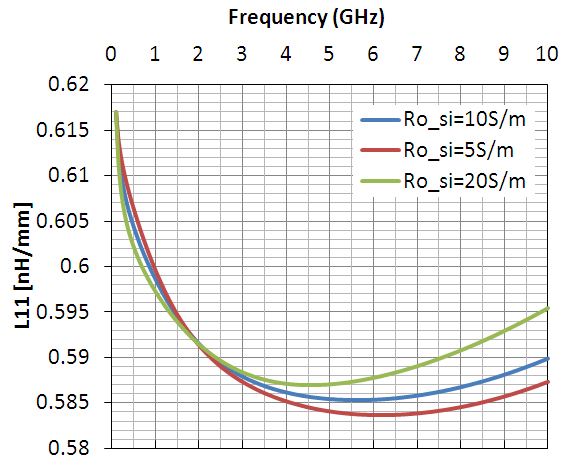 Frequency (GHz)
0 1 2 3 4 5 6 7 8 9 10
0.62
0.615
0.61
0.605
0.6
0.595
0.59
0.585
0.58
L11 [nH/mm]
Ro_si=10S/m
Ro_si=5S/m
Ro_si=20S/m